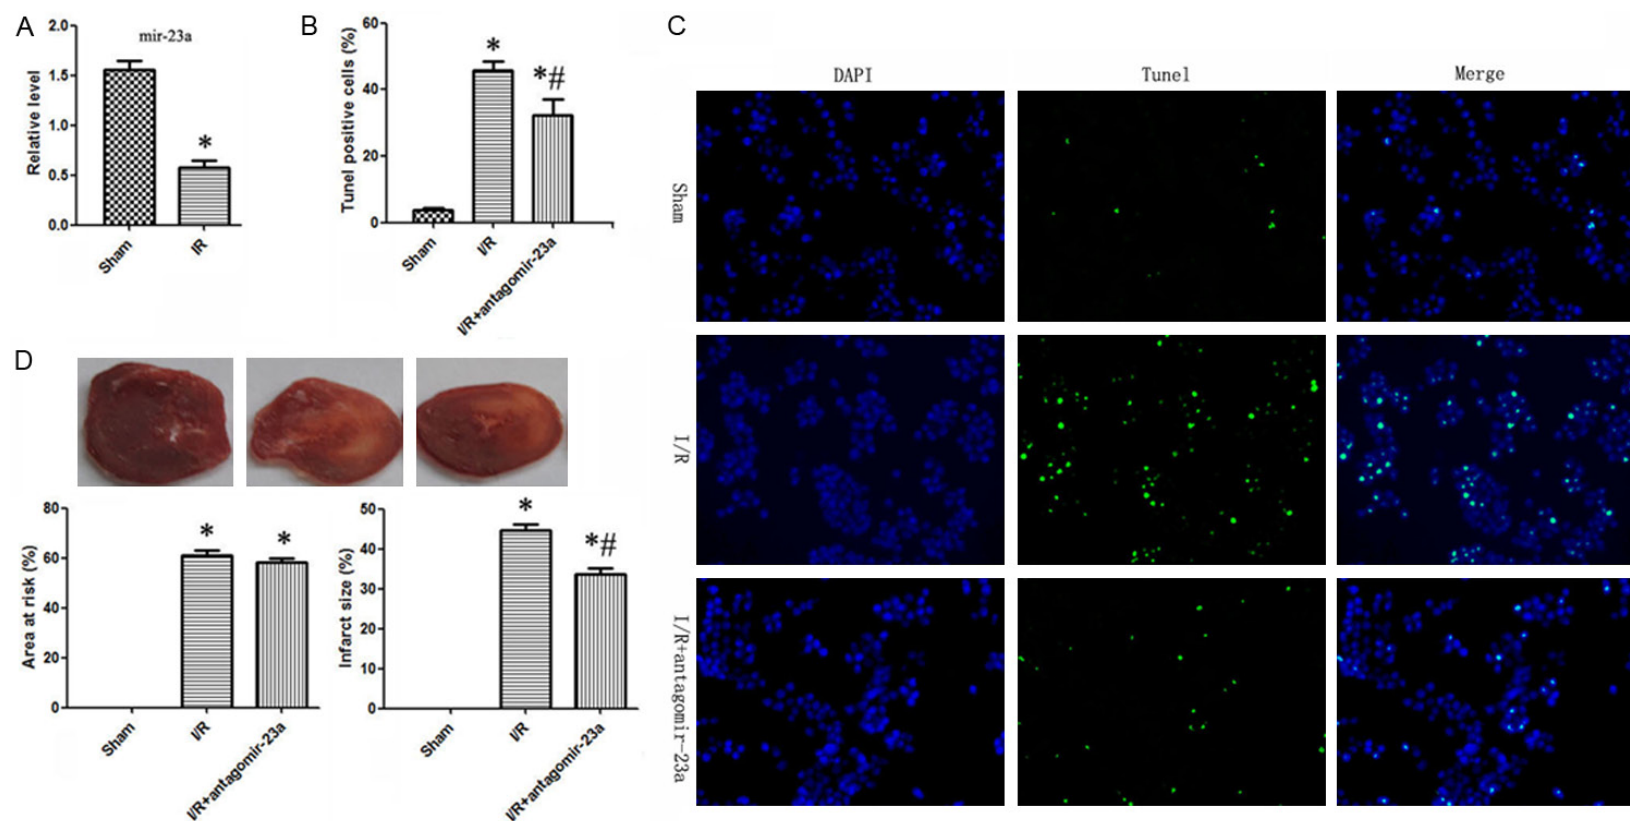 A
mir-23a
Relative level
2.0
1.5
1.0
0.5
0.0
*
Sham
IR
B
Tunel positive cells (%)
60
40
20
0
*
*#
Sham
I/R
I/R+antagomir-23a
C
DAPI
Tunel
Merge
Sham
I/R
I/R+antagomir-23a
D
Area at risk (%)
80
60
40
20
0
*
*
Sham
I/R
I/R+antagomir-23a
Infarct size (%)
50
40
30
20
10
0
*
*#
Sham
I/R
I/R+antagomir-23a